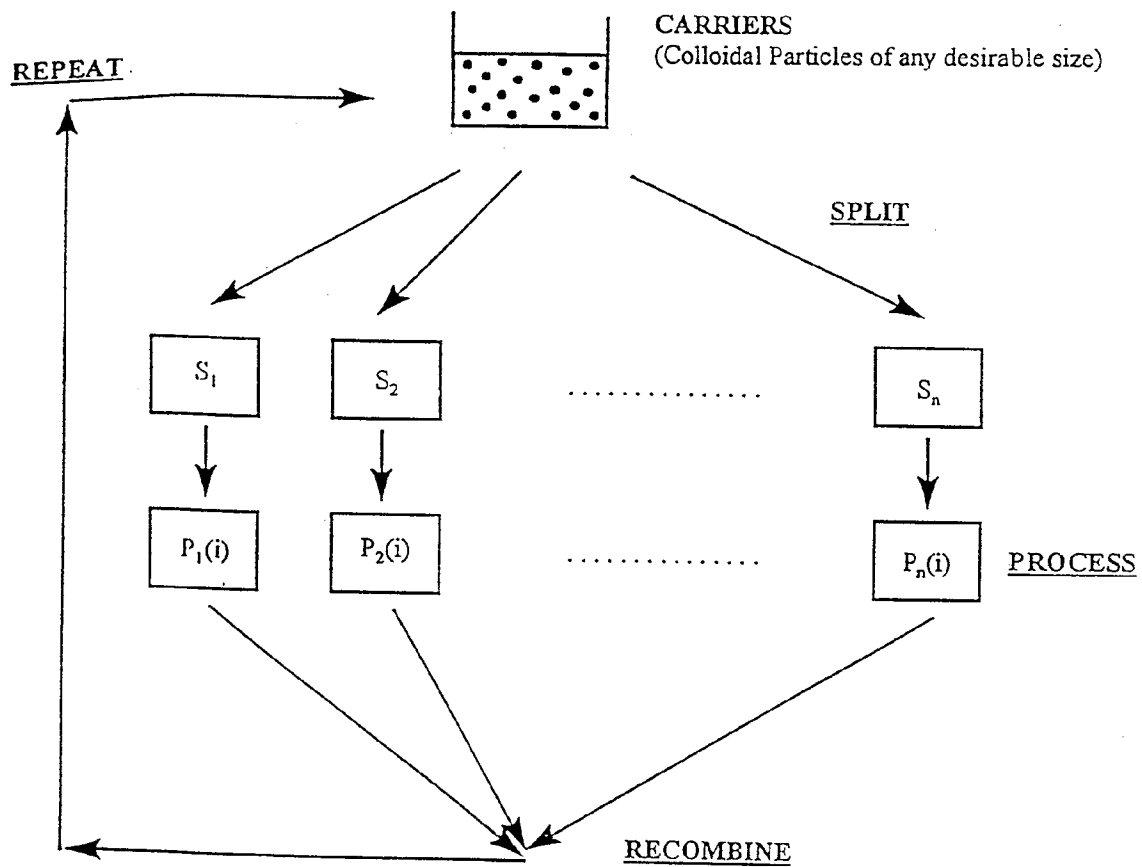 CARRIERS
(Colloidal Particles of any desirable size)
REPEAT
SPLIT
S₁ S₂ .............. Sₙ
P₁(i) P₂(i) .............. Pₙ(i) PROCESS
RECOMBINE